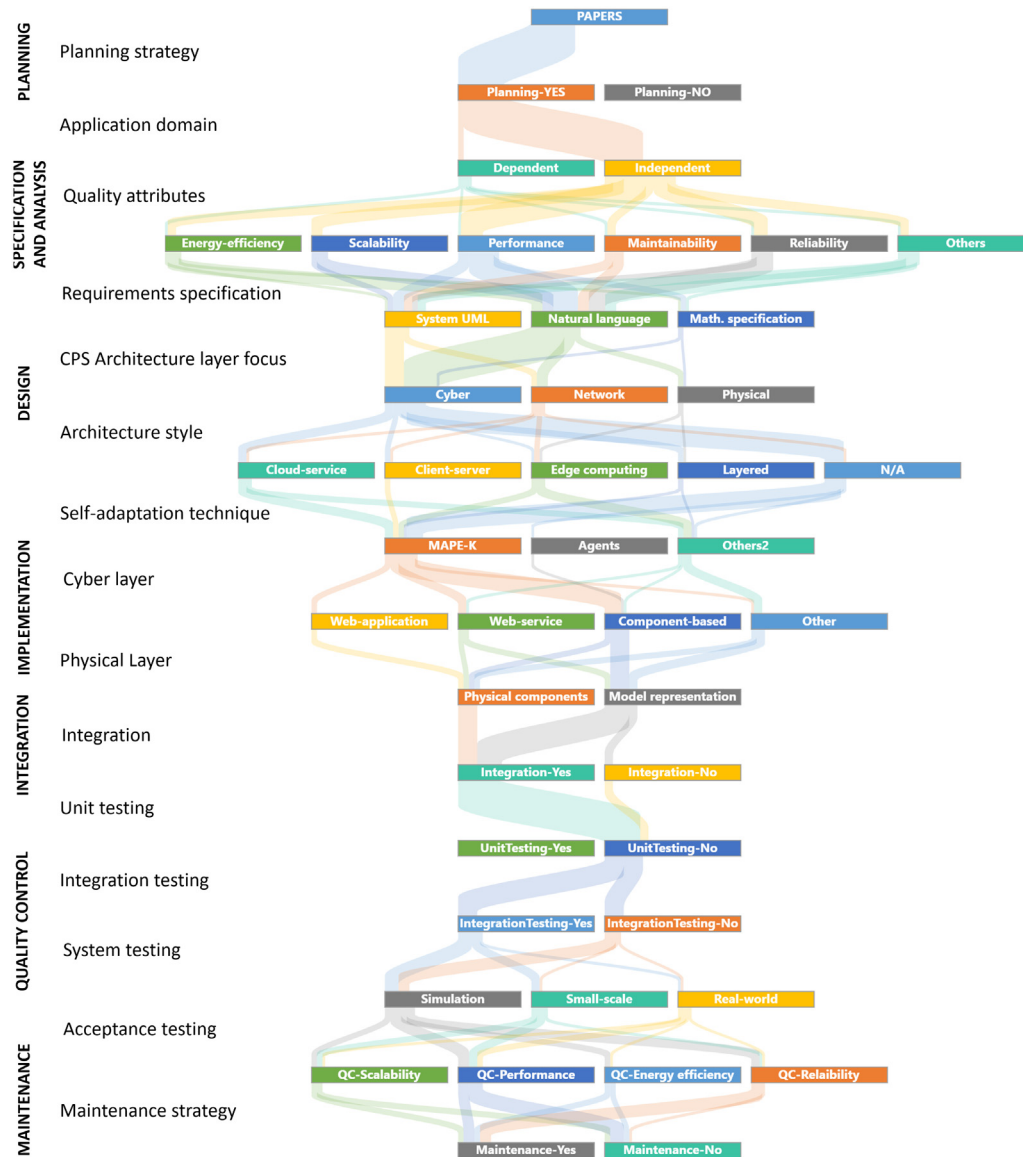 PAPERS
PLANNING
Planning strategy
Planning-YES
Planning-NO
Application domain
SPECIFICATION
AND ANALYSIS
Dependent
Independent
Quality attributes
Energy-efficiency
Scalability
Performance
Maintainability
Reliability
Others
Requirements specification
System UML
Natural language
Math. specification
DESIGN
CPS Architecture layer focus
Cyber
Network
Physical
Architecture style
Cloud-service
Client-server
Edge computing
Layered
N/A
Self-adaptation technique
MAPE-K
Agents
Others2
IMPLEMENTATION
Cyber layer
Web-application
Web-service
Component-based
Other
Physical Layer
Physical components
Model representation
INTEGRATION
Integration
Integration-Yes
Integration-No
Unit testing
UnitTesting-Yes
UnitTesting-No
QUALITY CONTROL
Integration testing
IntegrationTesting-Yes
IntegrationTesting-No
System testing
Simulation
Small-scale
Real-world
Acceptance testing
MAINTENANCE
QC-Scalability
QC-Performance
QC-Energy efficiency
QC-Relaibility
Maintenance strategy
Maintenance-Yes
Maintenance-No